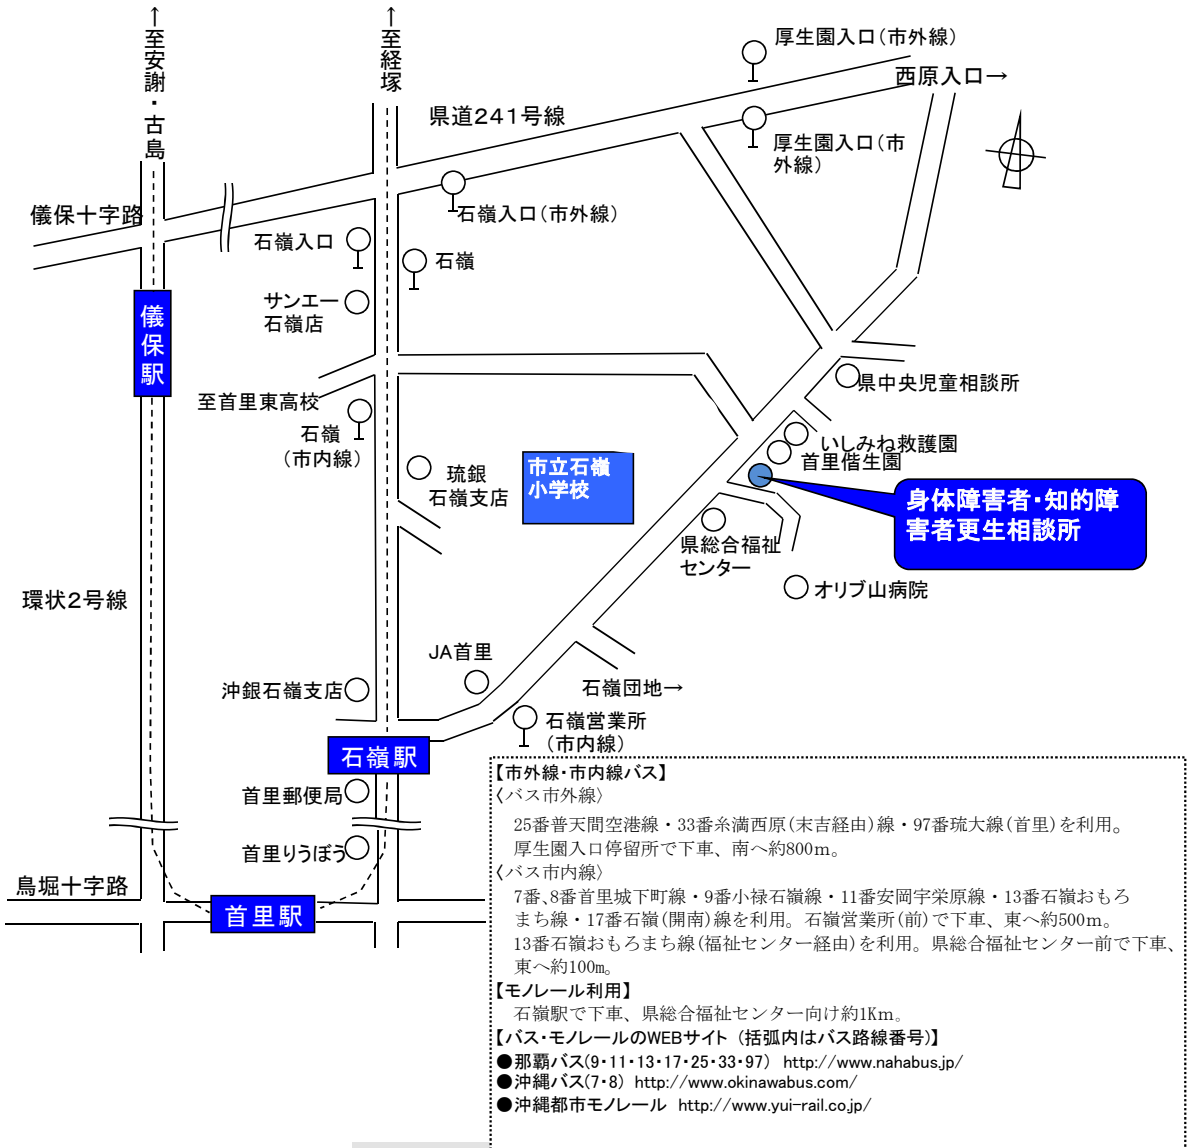 ↑至安謝・古島
↑至経塚
厚生園入口(市外線)
西原入口→
県道241号線
厚生園入口(市
外線)
儀保十字路
石嶺入口(市外線)
石嶺入口
石嶺
サンエー
石嶺店
儀保駅
県中央児童相談所
至首里東高校
石嶺
(市内線)
いしみね救護園
首里偕生園
市立石嶺
小学校
琉銀
石嶺支店
身体障害者・知的障
害者更生相談所
県総合福祉
センター
オリブ山病院
環状2号線
JA首里
沖銀石嶺支店
石嶺団地→
石嶺営業所
(市内線)
石嶺駅
首里郵便局
首里りうぼう
鳥堀十字路
首里駅
【市外線・市内線バス】
〈バス市外線〉
25番普天間空港線・33番糸満西原(末吉経由)線・97番琉大線(首里)を利用。
厚生園入口停留所で下車、南へ約800m。
〈バス市内線〉
7番、8番首里城下町線・9番小禄石嶺線・11番安岡宇栄原線・13番石嶺おもろ
まち線・17番石嶺(開南)線を利用。石嶺営業所(前)で下車、東へ約500m。
13番石嶺おもろまち線(福祉センター経由)を利用。県総合福祉センター前で下車、
東へ約100m。
【モノレール利用】
石嶺駅で下車、県総合福祉センター向け約1Km。
【バス・モノレールのWEBサイト (括弧内はバス路線番号)】
●那覇バス(9・11・13・17・25・33・97) http://www.nahabus.jp/
●沖縄バス(7・8) http://www.okinawabus.com/
●沖縄都市モノレール http://www.yui-rail.co.jp/